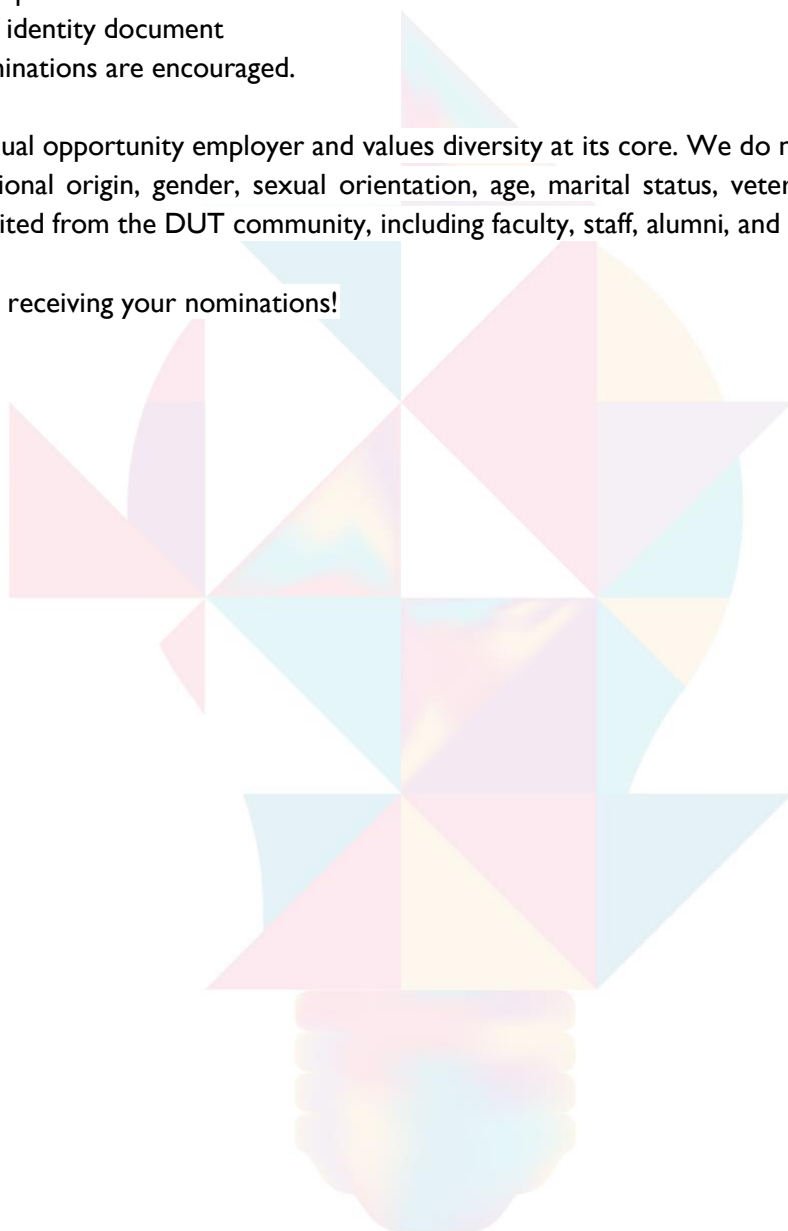 identity document
inations are encouraged.
ual opportunity employer and values diversity at its core. We do
ional origin, gender, sexual orientation, age, marital status, veter
ited from the DUT community, including faculty, staff, alumni, and
receiving your nominations!